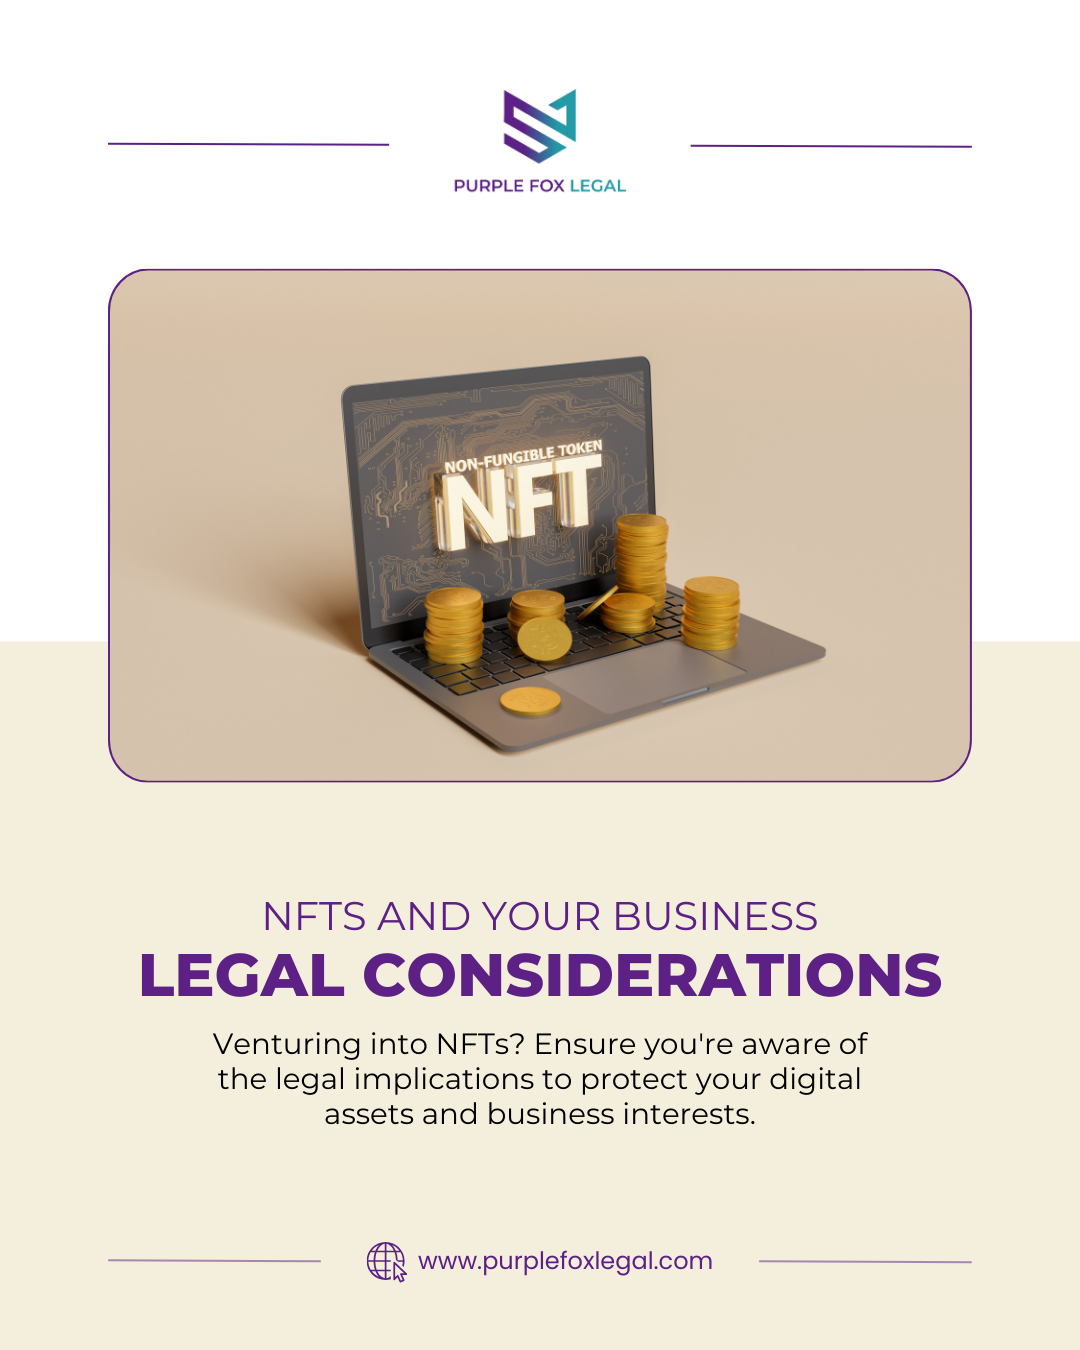 PURPLE FOX LEGAL
NON-FUNGIBLE TOKEN
NFT
NFTS AND YOUR BUSINESS
LEGAL CONSIDERATIONS
Venturing into NFTs? Ensure you're aware of
the legal implications to protect your digital
assets and business interests.
www.purplefoxlegal.com